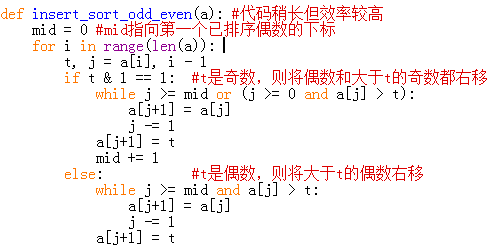 def insert_sort_odd_even(a): #代码稍长但效率较高
    mid = 0 #mid指向第一个已排序偶数的下标
    for i in range(len(a)):
        t, j = a[i], i - 1
        if t & 1 == 1:  #t是奇数，则将偶数和大于t的奇数都右移
            while j >= mid or (j >= 0 and a[j] > t):
                a[j+1] = a[j]
                j -= 1
            a[j+1] = t
            mid += 1
        else:           #t是偶数，则将大于t的偶数右移
            while j >= mid and a[j] > t:
                a[j+1] = a[j]
                j -= 1
            a[j+1] = t